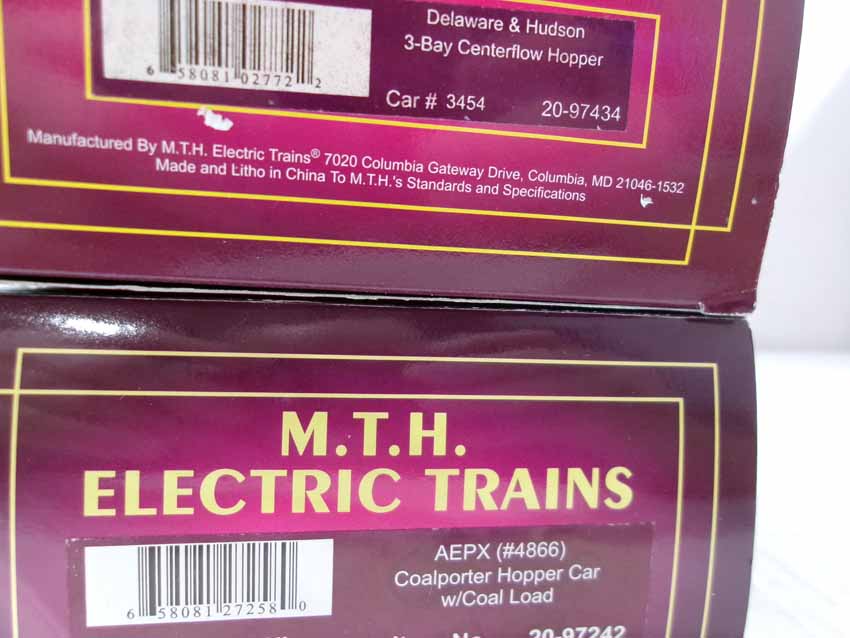 6 58081 02772 2
Delaware & Hudson
3-Bay Centerflow Hopper
Car # 3454 20-97434
Manufactured By M.T.H. Electric Trains® 7020 Columbia Gateway Drive, Columbia, MD 21046-1532
Made and Litho in China To M.T.H.'s Standards and Specifications
M.T.H.
ELECTRIC TRAINS
6 58081 27258 0
AEPX (#4866)
Coalporter Hopper Car
w/Coal Load
No. 20-97242